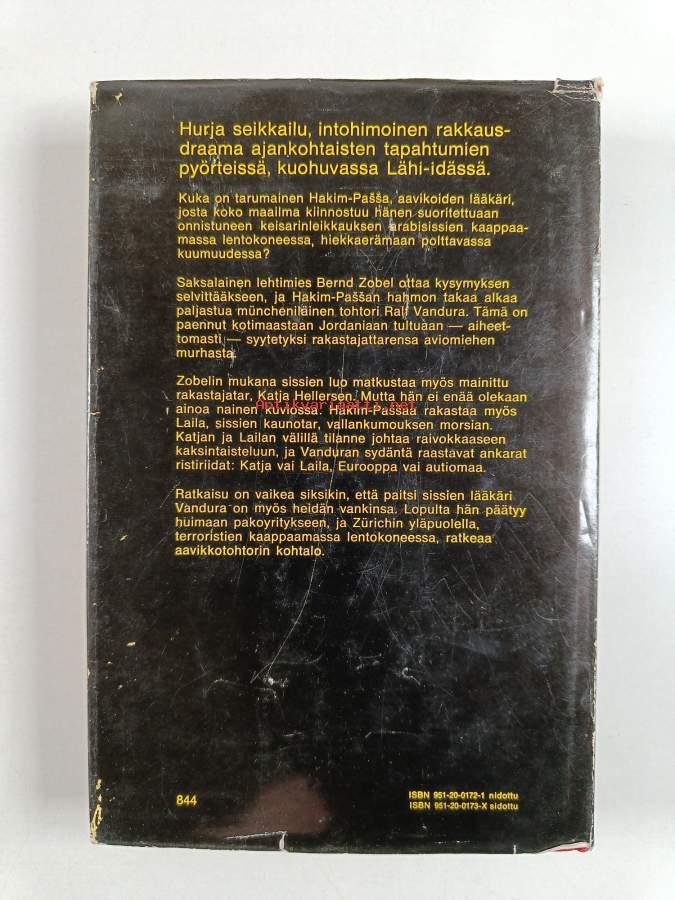 Hurja seikkailu, intohimoinen rakkaus-
draama ajankohtaisten tapahtumien
pyörteissä, kuohuvassa Lähi-idässä.
Kuka on tarumainen Hakim-Pašša, aavikoiden lääkäri,
josta koko maailma kiinnostuu hänen suoritettuaan
onnistuneen keisarinleikkauksen arabisissien kaappaa-
massa lentokoneessa, hiekkaerämaan polttavassa
kuumuudessa?
Saksalainen lehtimies Bernd Zobel ottaa kysymyksen
selvittääkseen, ja Hakim-Paššan hahmon takaa alkaa
paljastua müncheniläinen tohtori Ralf Vandura. Tämä on
paennut kotimaastaan Jordaniaan tultuaan — aiheet-
tomasti — syytetyksi rakastajattarensa aviomiehen
murhasta.
Zobelin mukana sissien luo matkustaa myös mainittu
rakastajatar, Katja Hellersen. Mutta hän ei enää olekaan
Antikvariaatti.net
ainoa nainen kuviossa. Hakim-Paššaa rakastaa myös
Laila, sissien kaunotar, vallankumouksen morsian.
Katjan ja Lailan välillä tilanne johtaa raivokkaaseen
kaksintaisteluun, ja Vanduran sydäntä raastavat ankarat
ristiriidat: Katja vai Laila, Eurooppa vai autiomaa.
Ratkaisu on vaikea siksikin, että paitsi sissien lääkäri
Vandura on myös heidän vankinsa. Lopulta hän päätyy
huimaan pakoyritykseen, ja Zürichin yläpuolella,
terroristien kaappaamassa lentokoneessa, ratkeaa
aavikkotohtorin kohtalo.
844
ISBN 951-20-0172-1 nidottu
ISBN 951-20-0173-X sidottu